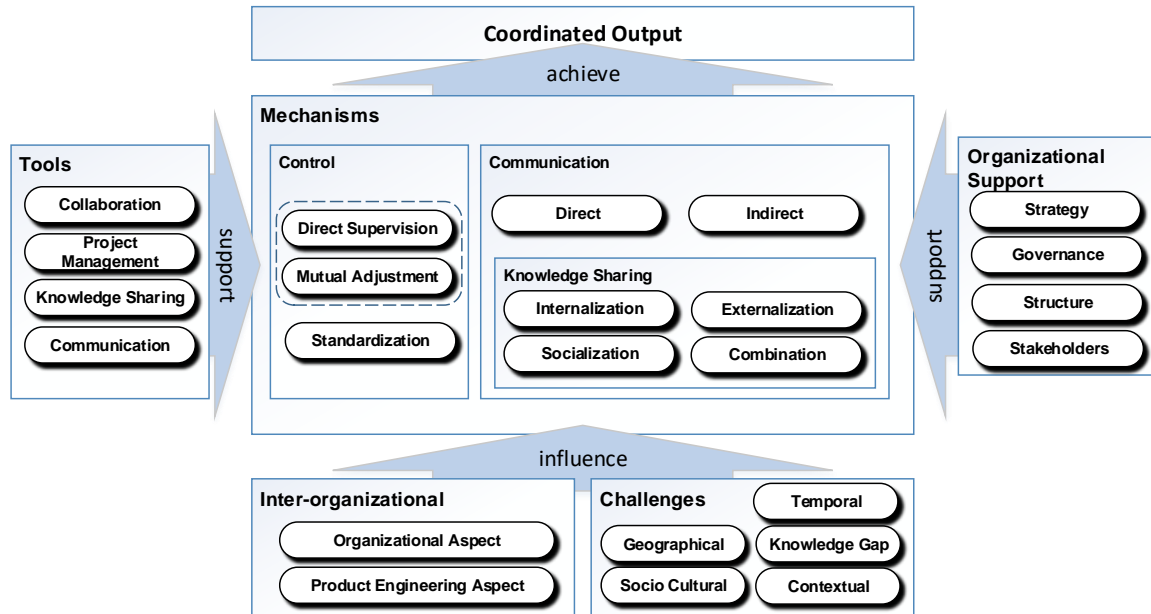 Coordinated Output
achieve
Mechanisms
Tools
Collaboration
Project
Management
Knowledge Sharing
Communication
support
Control
Direct Supervision
Mutual Adjustment
Standardization
Communication
Direct
Indirect
Knowledge Sharing
Internalization
Externalization
Socialization
Combination
support
Organizational
Support
Strategy
Governance
Structure
Stakeholders
influence
Inter-organizational
Organizational Aspect
Product Engineering Aspect
Challenges
Temporal
Geographical
Knowledge Gap
Socio Cultural
Contextual